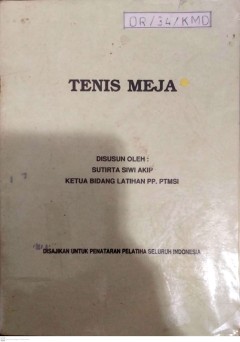 OR/34/KMD
TENIS MEJA
DISUSUN OLEH :
SUTIRTA SIWI AKIP
KETUA BIDANG LATIHAN PP. PTMSI
DISAJIKAN UNTUK PENATARAN PELATIHA SELURUH INDONESIA